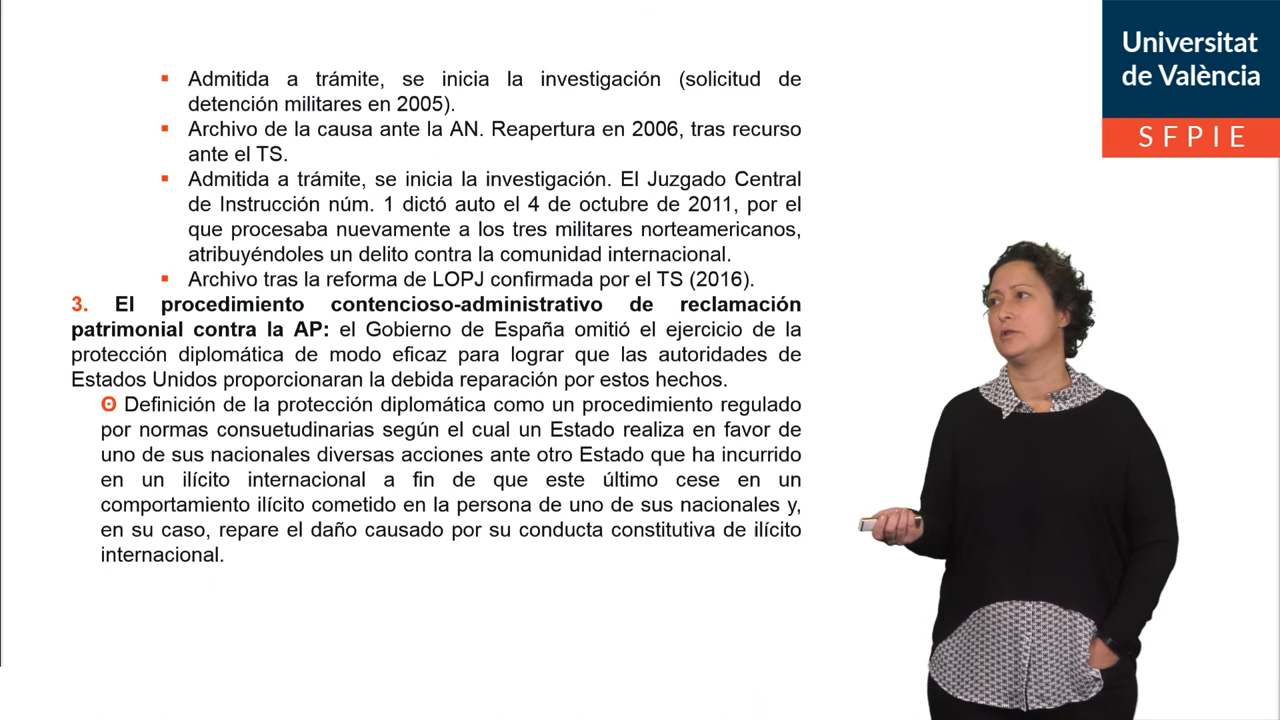 Universitat
de València
SFPIE
▪ Admitida a trámite, se inicia la investigación (solicitud de
detención militares en 2005).
▪ Archivo de la causa ante la AN. Reapertura en 2006, tras recurso
ante el TS.
▪ Admitida a trámite, se inicia la investigación. El Juzgado Central
de Instrucción núm. 1 dictó auto el 4 de octubre de 2011, por el
que procesaba nuevamente a los tres militares norteamericanos,
atribuyéndoles un delito contra la comunidad internacional.
▪ Archivo tras la reforma de LOPJ confirmada por el TS (2016).
3. El procedimiento contencioso-administrativo de reclamación
patrimonial contra la AP: el Gobierno de España omitió el ejercicio de la
protección diplomática de modo eficaz para lograr que las autoridades de
Estados Unidos proporcionaran la debida reparación por estos hechos.
ʘ Definición de la protección diplomática como un procedimiento regulado
por normas consuetudinarias según el cual un Estado realiza en favor de
uno de sus nacionales diversas acciones ante otro Estado que ha incurrido
en un ilícito internacional a fin de que este último cese en un
comportamiento ilícito cometido en la persona de uno de sus nacionales y,
en su caso, repare el daño causado por su conducta constitutiva de ilícito
internacional.